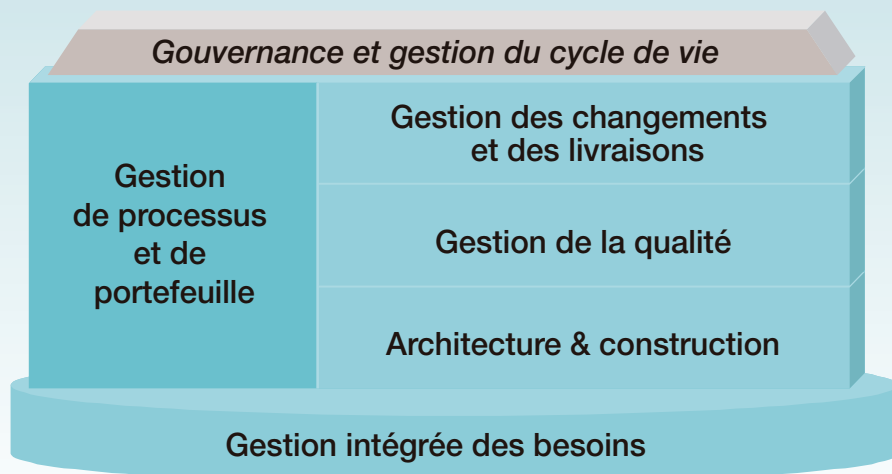 Gouvernance et gestion du cycle de vie
Gestion
de processus
et de
portefeuille
Gestion des changements
et des livraisons
Gestion de la qualité
Architecture & construction
Gestion intégrée des besoins